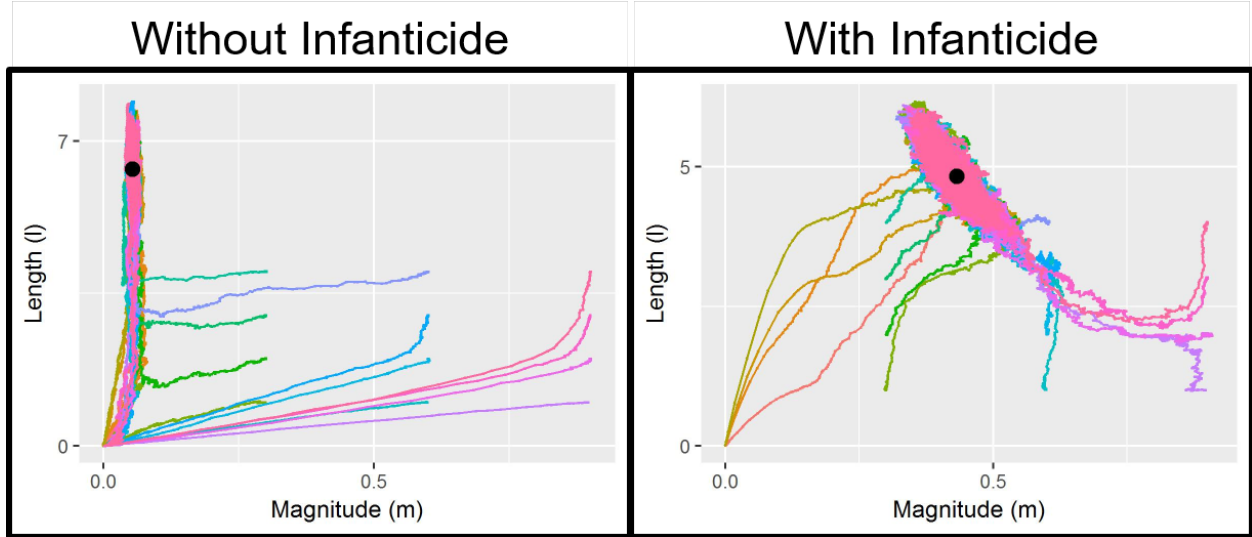 Without Infanticide
With Infanticide
Length (l)
7
0
0.0
0.5
Magnitude (m)
Length (l)
5
0
0.0
0.5
Magnitude (m)